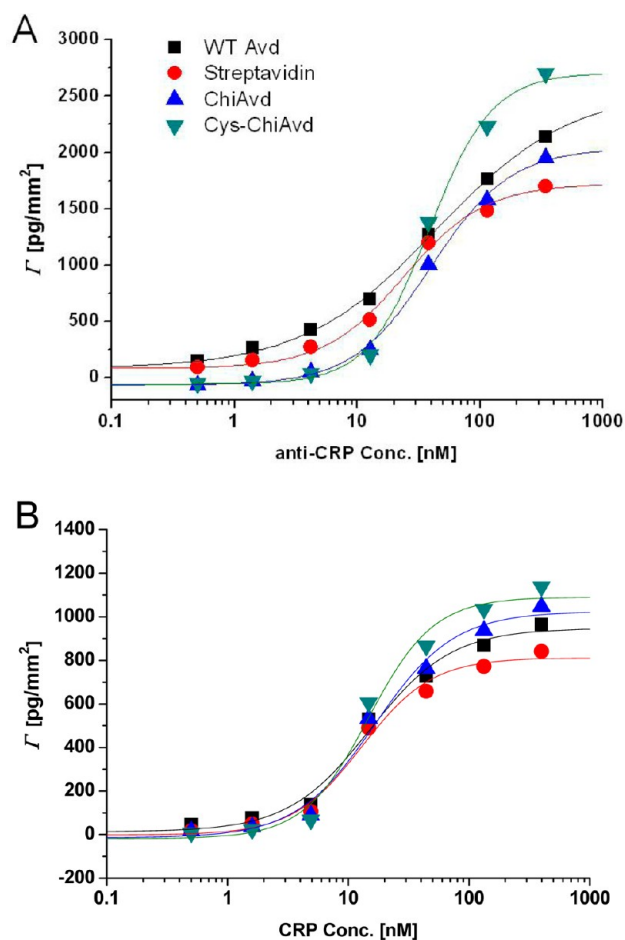 A
WT Avd
Streptavidin
ChiAvd
Cys-ChiAvd
3000
2500
2000
1500
1000
500
0
Γ [pg/mm²]
0.1 1 10 100 1000
anti-CRP Conc. [nM]
B
1400
1200
1000
800
600
400
200
0
-200
Γ [pg/mm²]
0.1 1 10 100 1000
CRP Conc. [nM]